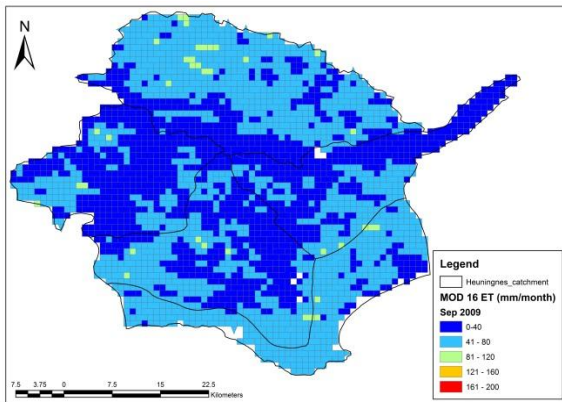 N
Legend
Heuningnes_catchment
MOD 16 ET (mm/month)
Sep 2009
0-40
41 - 80
81 - 120
121 - 160
161 - 200
7.5 3.75 0 7.5 15 22.5
Kilometers